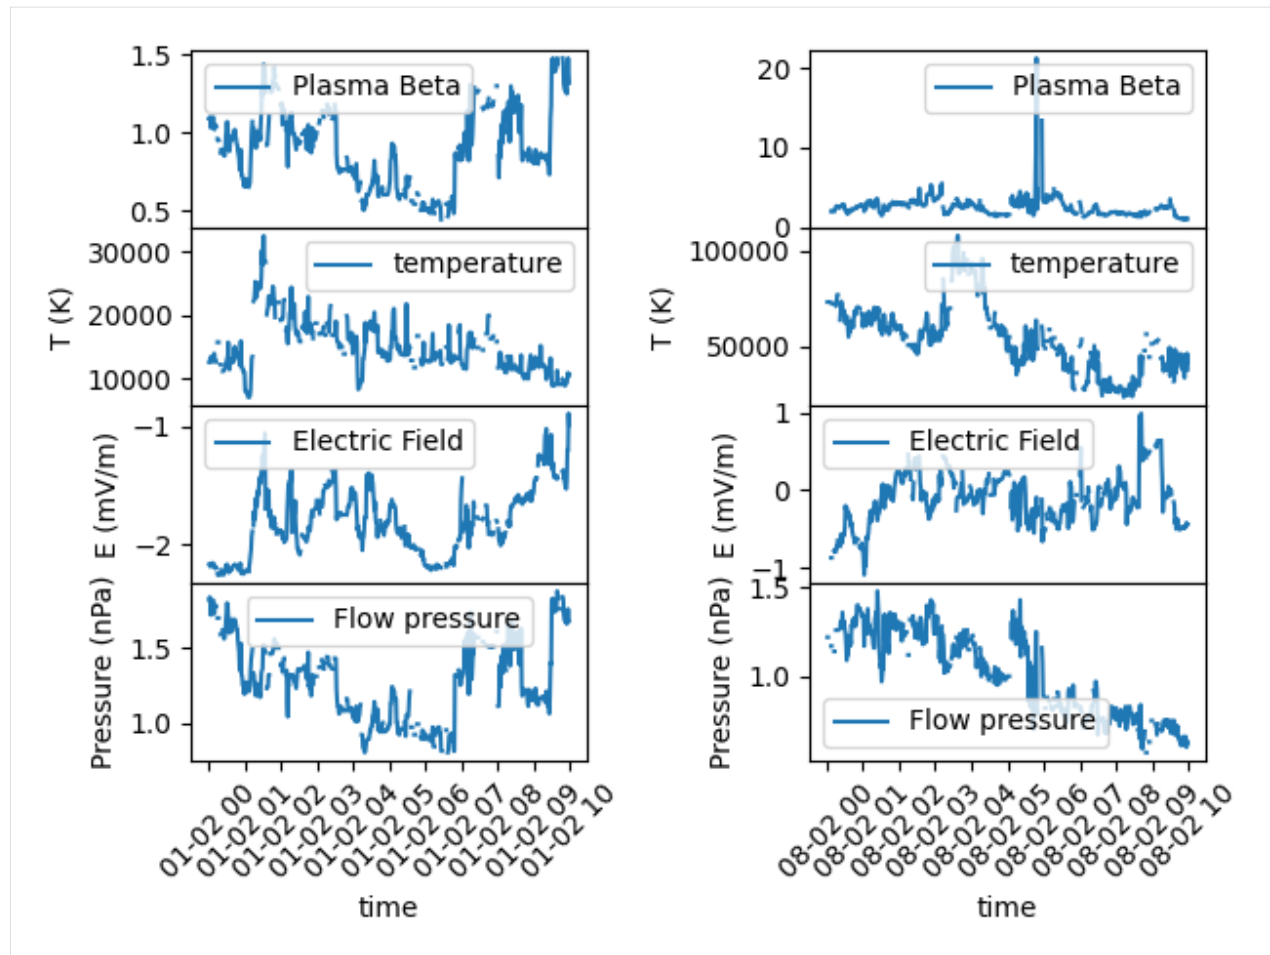 1.5
1.0
0.5
Plasma Beta
T (K)
30000
20000
10000
temperature
E (mV/m)
−1
−2
Electric Field
Pressure (nPa)
1.5
1.0
Flow pressure
01-02 00
01-02 01
01-02 02
01-02 03
01-02 04
01-02 05
01-02 06
01-02 07
01-02 08
01-02 09
01-02 10
time
20
10
0
Plasma Beta
T (K)
100000
50000
temperature
E (mV/m)
1
0
−1
Electric Field
Pressure (nPa)
1.5
1.0
Flow pressure
08-02 00
08-02 01
08-02 02
08-02 03
08-02 04
08-02 05
08-02 06
08-02 07
08-02 08
08-02 09
08-02 10
time